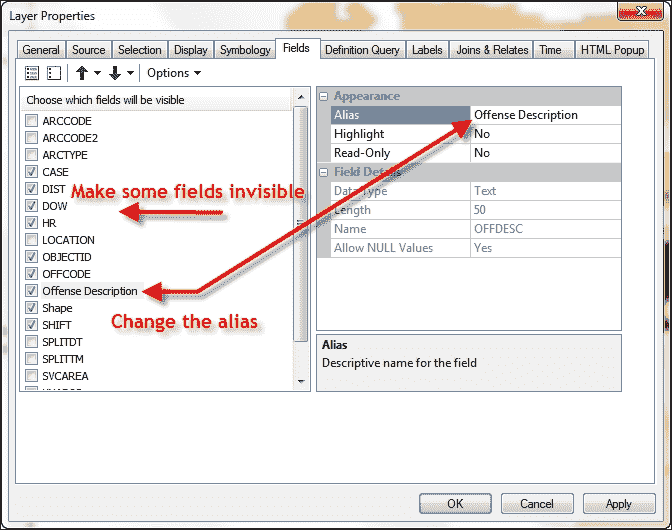 Layer Properties
General Source Selection Display Symbology Fields Definition Query Labels Joins & Relates Time HTML Popup
Options
Choose which fields will be visible
ARCCODE
ARCCODE2
ARCTYPE
CASE
DIST
DOW
HR
LOCATION
OBJECTID
OFFCODE
Offense Description
Shape
SHIFT
SPLITDT
SPLITTM
SVCAREA
Make some fields invisible
Change the alias
Appearance
Alias Offense Description
Highlight No
Read-Only No
Field Details
Data Type Text
Length 50
Name OFFDESC
Allow NULL Values Yes
Alias
Descriptive name for the field
OK Cancel Apply